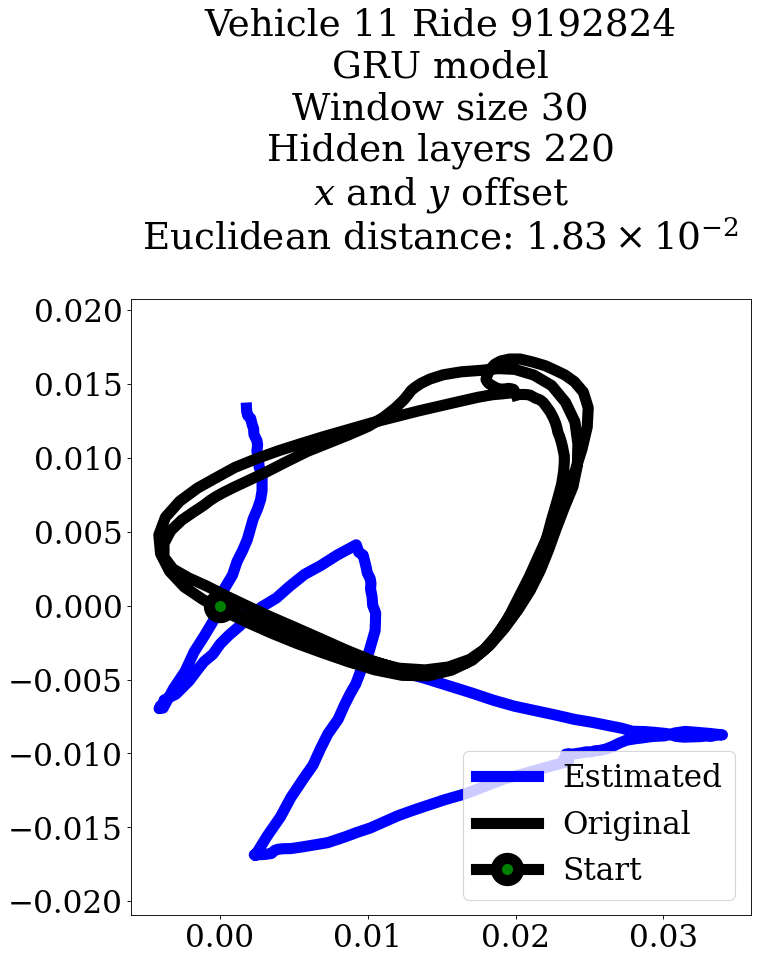 Vehicle 11 Ride 9192824
GRU model
Window size 30
Hidden layers 220
x and y offset
Euclidean distance: 1.83 × 10⁻²
0.020
0.015
0.010
0.005
0.000
−0.005
−0.010
−0.015
−0.020
Estimated
Original
Start
0.00 0.01 0.02 0.03